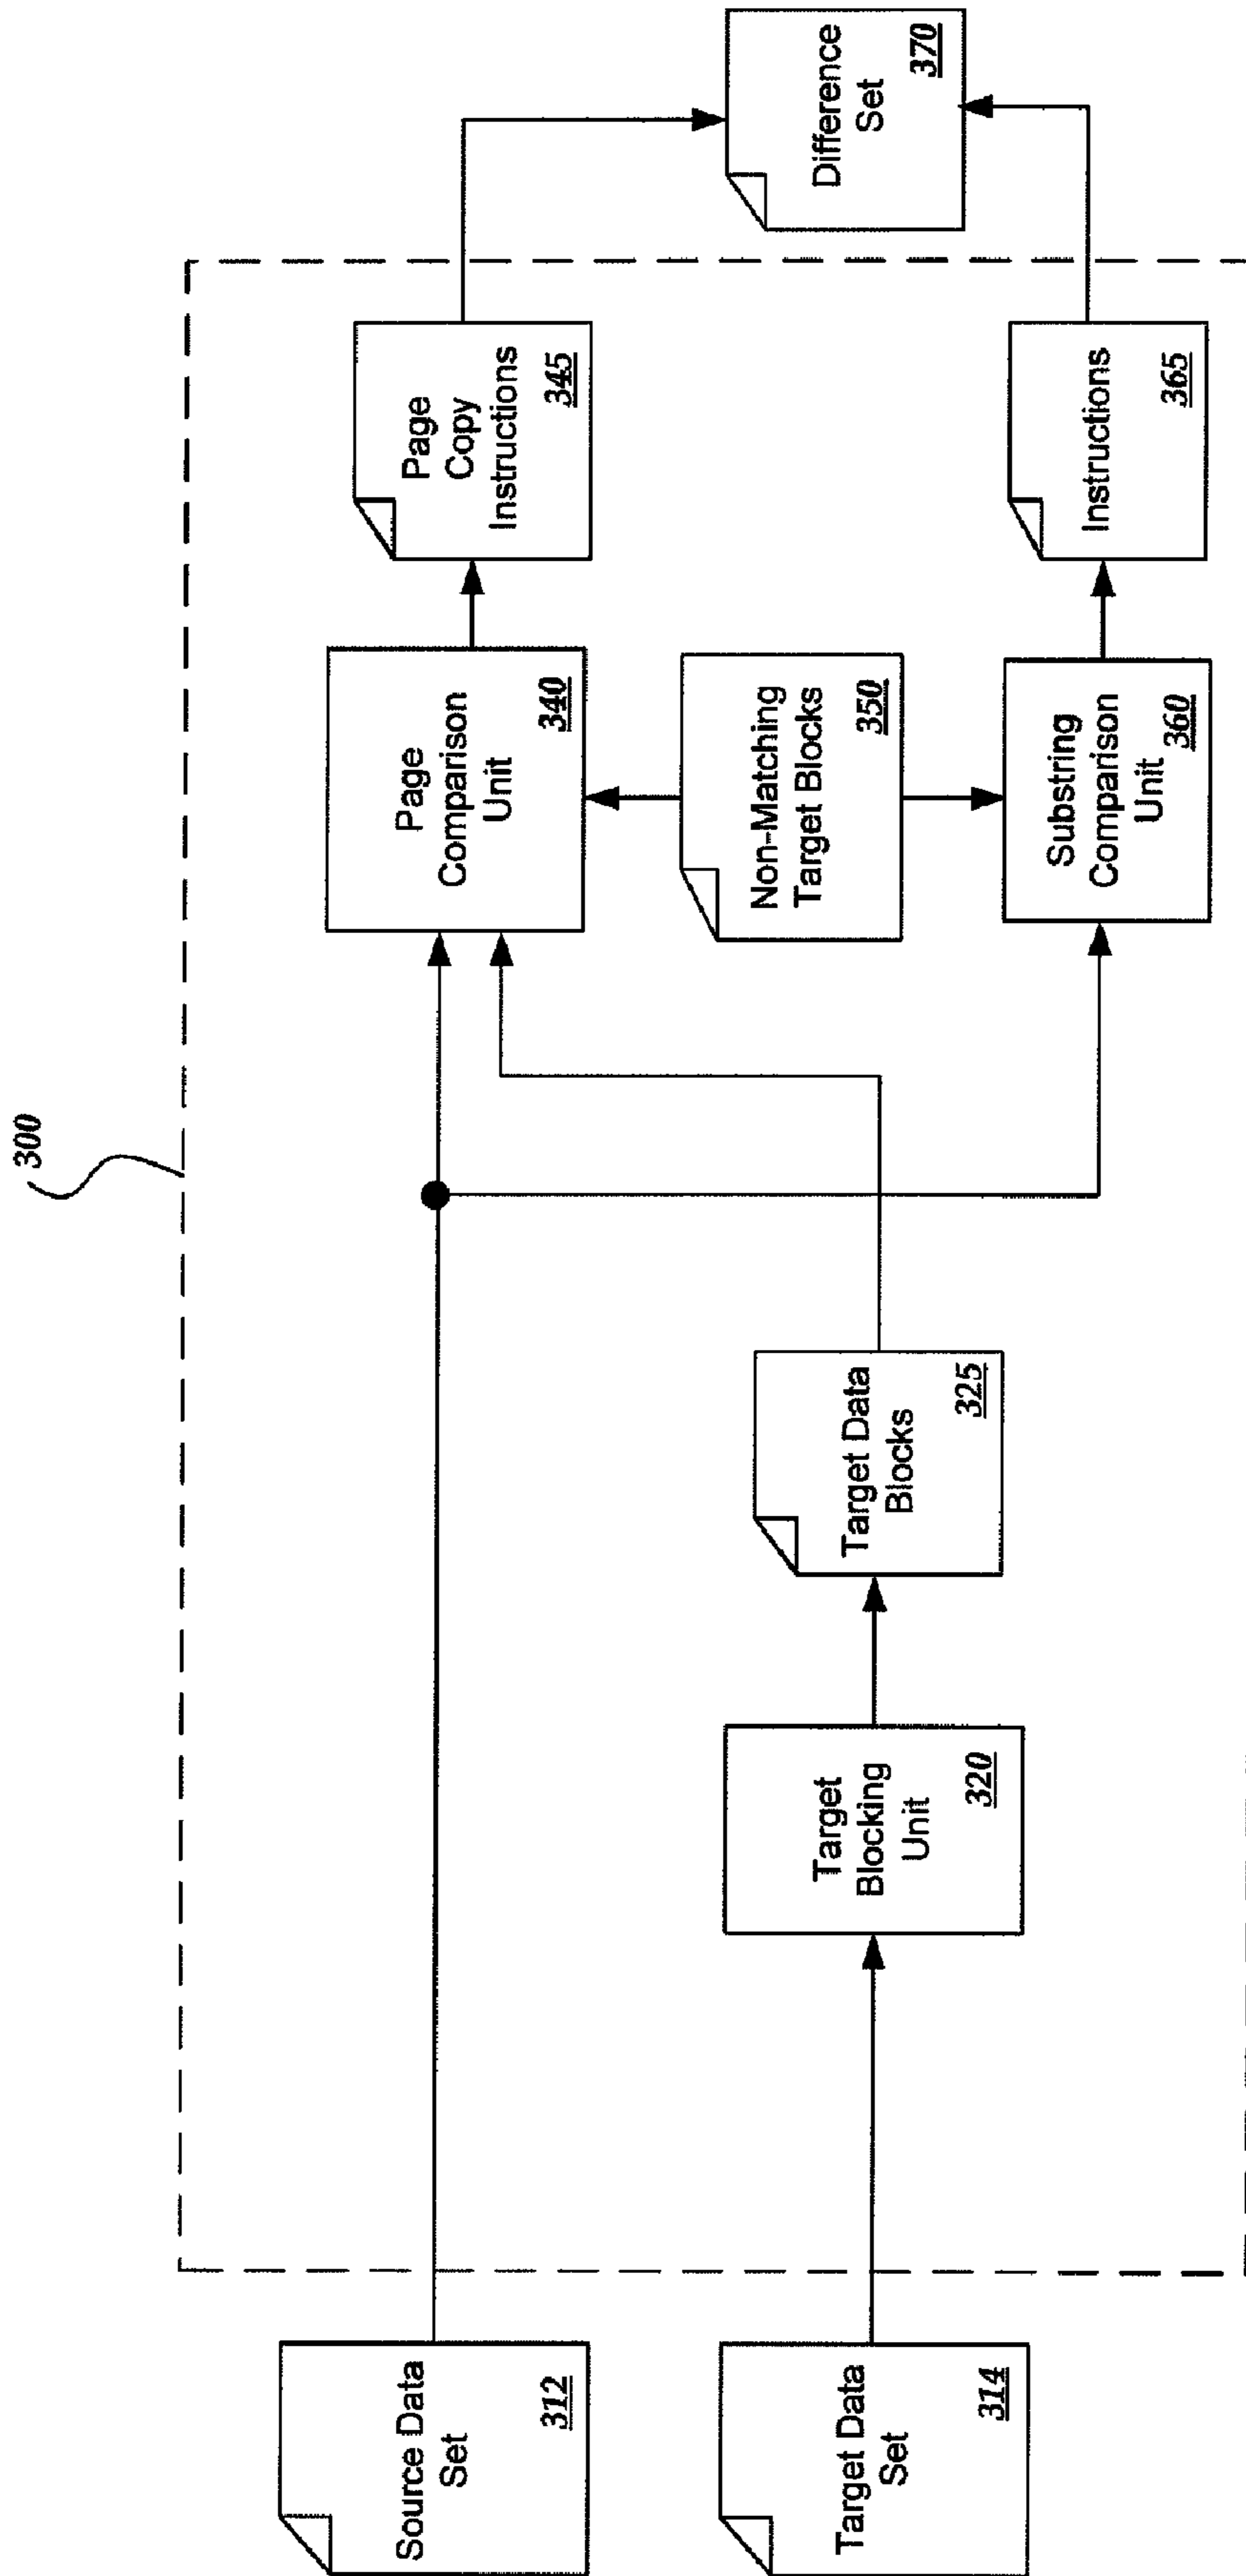 300
Source Data
Set
312
Target Data
Set
314
Target
Blocking
Unit
320
Target Data
Blocks
325
Page
Comparison
Unit
340
Non-Matching
Target Blocks
350
Substring
Comparison
Unit
360
Page
Copy
Instructions
345
Instructions
365
Difference
Set
370